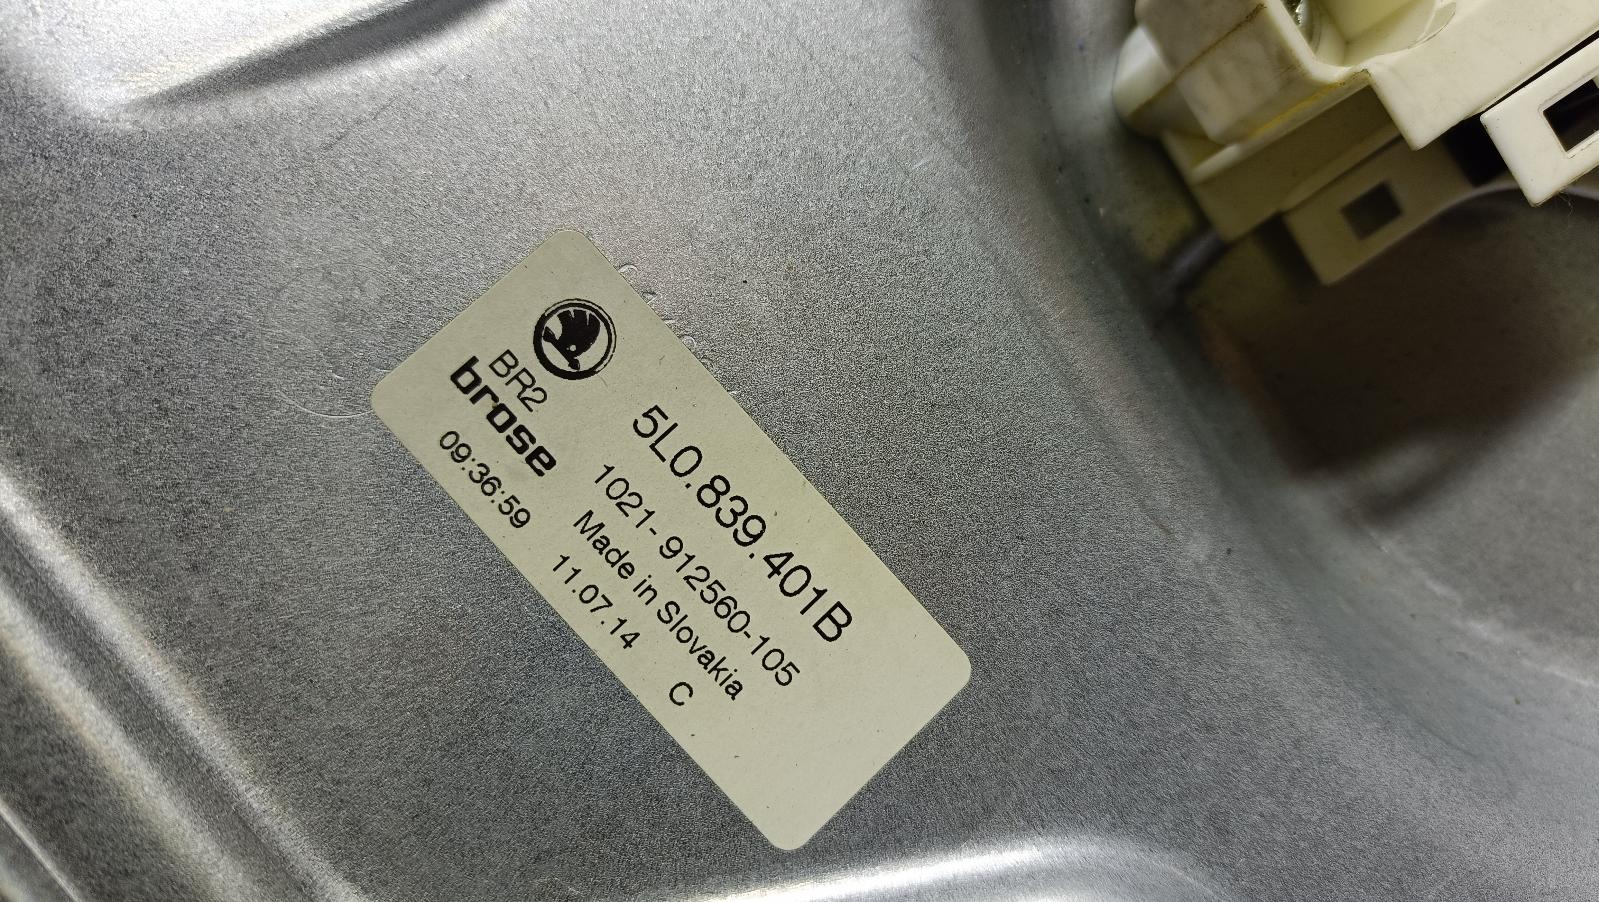 5L0.839.401B
BR2
1021-912560-105
brose
Made in Slovakia
09:36:59 11.07.14 C